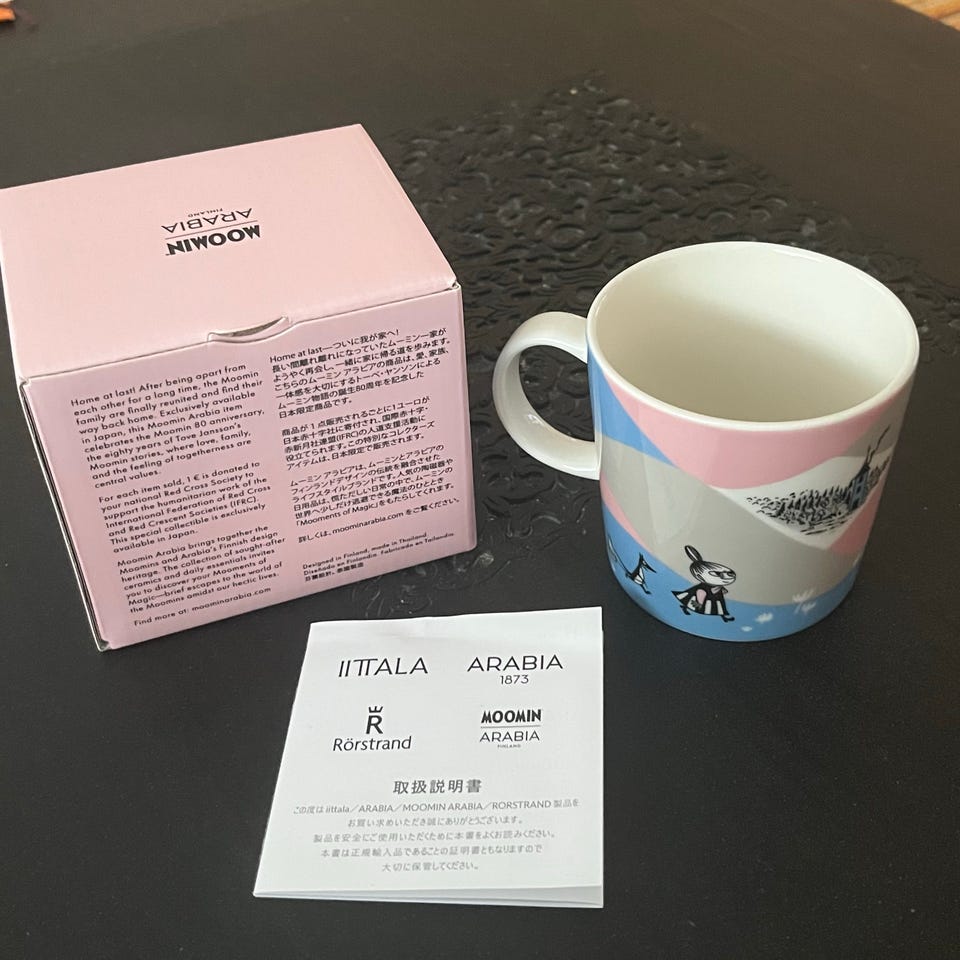 MOOMIN
ARABIA
FINLAND
Home at last! After being apart from
each other for a long time, the Moomin
family are finally reunited and find their
way back home. Exclusively available
in Japan, this Moomin Arabia item
celebrates the Moomin 80 anniversary,
the eighty years of Tove Jansson's
Moomin stories, where love, family,
and the feeling of togetherness are
central values.
For each item sold, 1 € is donated to
your national Red Cross Society to
support the humanitarian work of the
International Federation of Red Cross
and Red Crescent Societies (IFRC).
This special collectible is exclusively
available in Japan.
Moomin Arabia brings together the
Moomins and Arabia's Finnish design
heritage. The collection of sought-after
ceramics and daily essentials invites
you to discover your Mooments of
Magic—brief escapes to the world of
the Moomins amidst our hectic lives.
Find more at: moominarabia.com
Home at last—ついに我が家へ!
長い間離れ離れになっていたムーミン一家が
ようやく再会し、一緒に家に帰る道を歩みます。
こちらのムーミン アラビアの商品は、愛、家族、
一体感を大切にするトーベ・ヤンソンによる
ムーミン物語の誕生80周年を記念した
日本限定商品です。
商品が 1 点販売されるごとに1ユーロが
日本赤十字社に寄付され、国際赤十字・
赤新月社連盟(IFRC)の人道支援活動に
役立てられます。この特別なコレクターズ
アイテムは、日本限定で販売されます。
ムーミン アラビアは、ムーミンとアラビアの
フィンランドデザインの伝統を融合させた
ライフスタイルブランドです。人気の陶磁器や
日用品は、慌ただしい日常の中で、ムーミンの
世界へ少しだけ逃避できる魔法のひととき
「Mooments of Magic」をもたらしてくれます。
詳しくは、moominarabia.com をご覧ください。
Designed in Finland, made in Thailand.
Diseñado en Finlandia. Fabricado en Tailandia.
芬蘭設計。泰國製造
IITTALA
ARABIA
1873
R
Rörstrand
MOOMIN
ARABIA
FINLAND
取扱説明書
この度は iittala/ARABIA/MOOMIN ARABIA/RORSTRAND 製品を
お買い求めいただき誠にありがとうございます。
製品を安全にご使用いただくために本書をよくお読みください。
本書は正規輸入品であることの証明書ともなりますので
大切に保管してください。